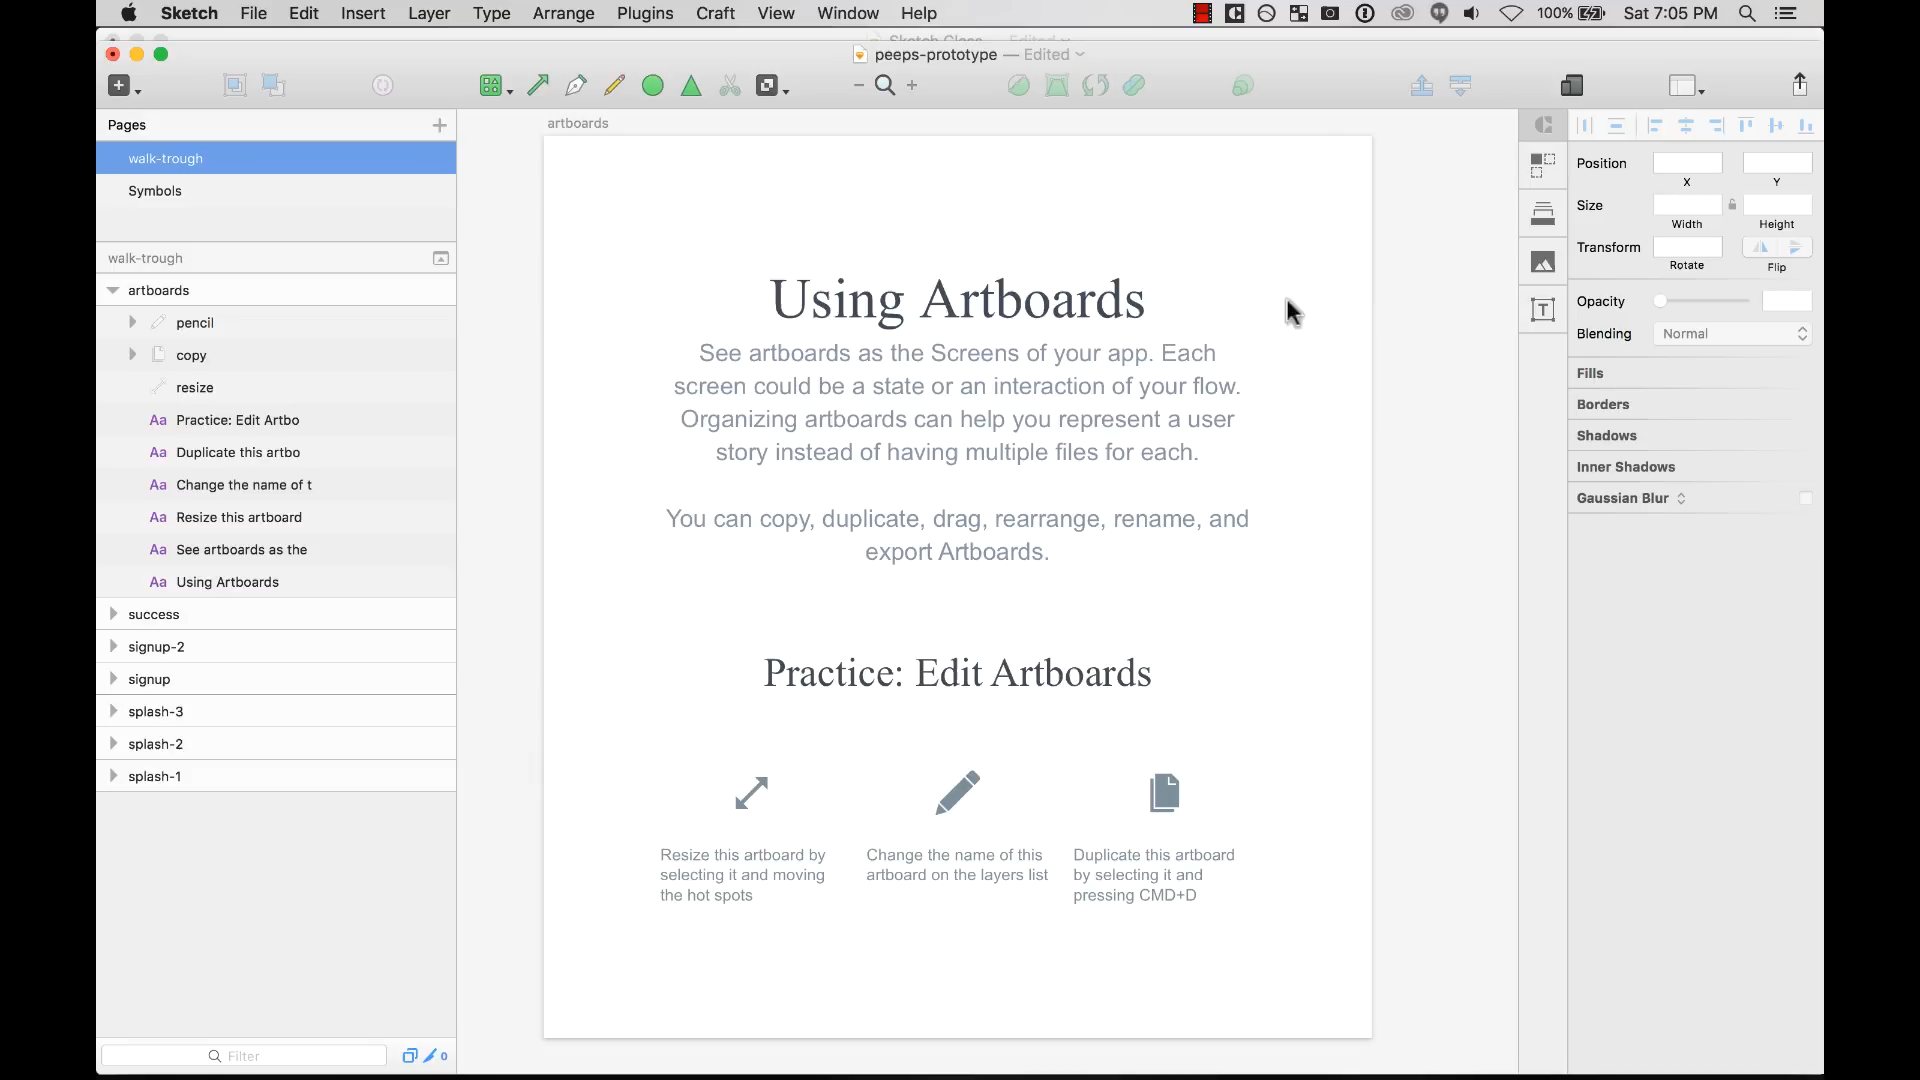 Sketch File Edit Insert Layer Type Arrange Plugins Craft View Window Help 100% Sat 7:05 PM
peeps-prototype — Edited
Pages
walk-trough
Symbols
walk-trough
artboards
pencil
copy
resize
Aa Practice: Edit Artbo
Aa Duplicate this artbo
Aa Change the name of t
Aa Resize this artboard
Aa See artboards as the
Aa Using Artboards
success
signup-2
signup
splash-3
splash-2
splash-1
Filter
0
artboards
Using Artboards
See artboards as the Screens of your app. Each
screen could be a state or an interaction of your flow.
Organizing artboards can help you represent a user
story instead of having multiple files for each.
You can copy, duplicate, drag, rearrange, rename, and
export Artboards.
Practice: Edit Artboards
Resize this artboard by
selecting it and moving
the hot spots
Change the name of this
artboard on the layers list
Duplicate this artboard
by selecting it and
pressing CMD+D
T
Position
X Y
Size
Width Height
Transform
Rotate Flip
Opacity
Blending Normal
Fills
Borders
Shadows
Inner Shadows
Gaussian Blur